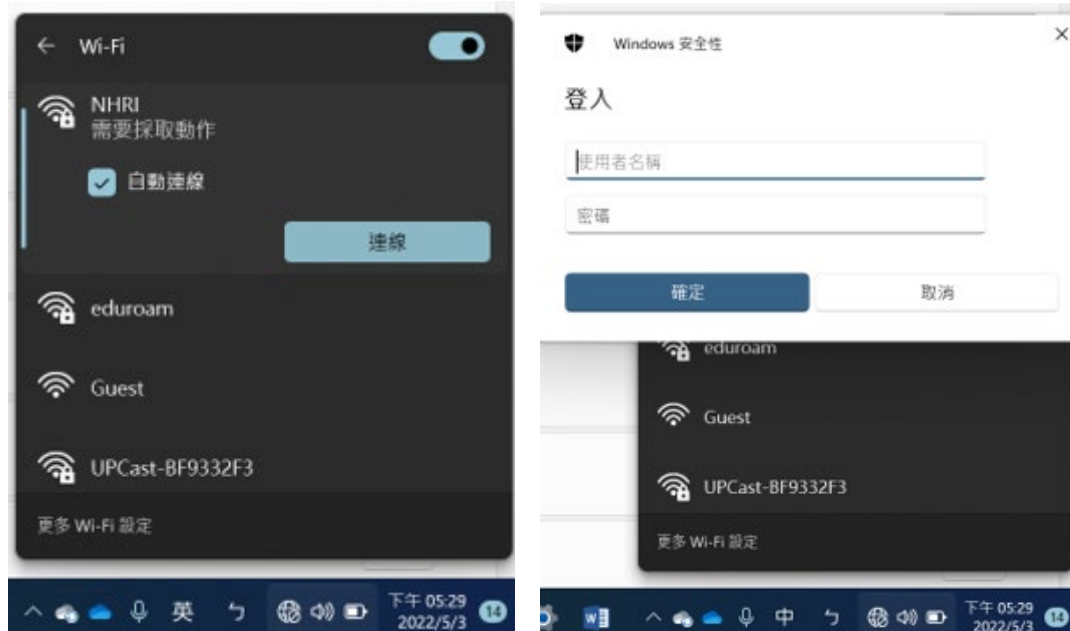 Wi-Fi
NHRI
需要採取動作
自動連線
連線
eduroam
Guest
UPCast-BF9332F3
更多 Wi-Fi 設定
英 ㄅ 下午 05:29
2022/5/3
14
Windows 安全性
登入
使用者名稱
密碼
確定 取消
eduroam
Guest
UPCast-BF9332F3
更多 Wi-Fi 設定
中 ㄅ 下午 05:29
2022/5/3
14